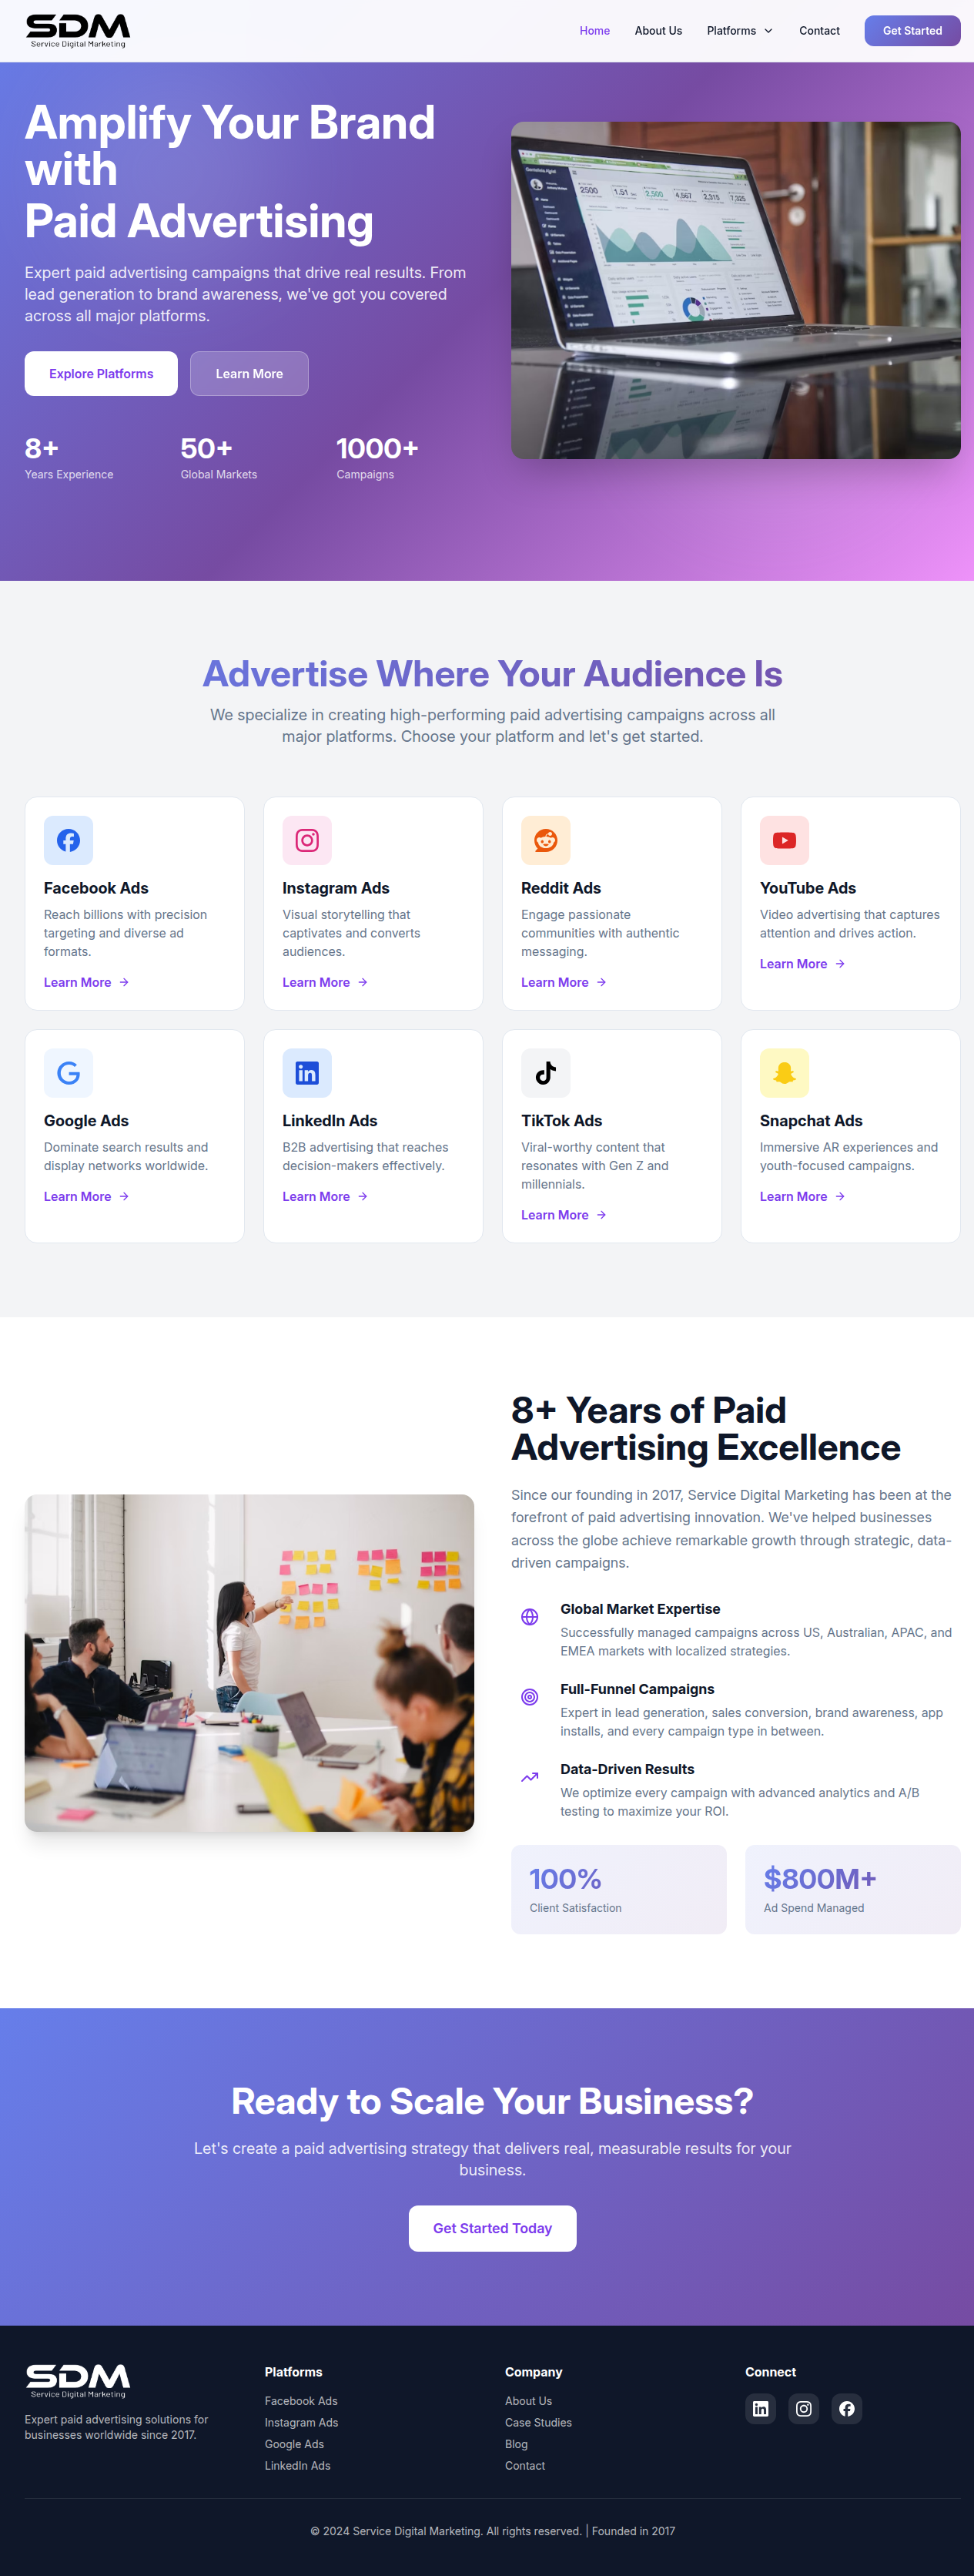 SDM
Service Digital Marketing
Home
About Us
Platforms
Contact
Get Started
Amplify Your Brand
with
Paid Advertising
Expert paid advertising campaigns that drive real results. From
lead generation to brand awareness, we've got you covered
across all major platforms.
Explore Platforms
Learn More
8+
Years Experience
50+
Global Markets
1000+
Campaigns
2500
1.51
2,500
4,567
2,315
7,325
Advertise Where Your Audience Is
We specialize in creating high-performing paid advertising campaigns across all
major platforms. Choose your platform and let's get started.
Facebook Ads
Reach billions with precision
targeting and diverse ad
formats.
Learn More
Instagram Ads
Visual storytelling that
captivates and converts
audiences.
Learn More
Reddit Ads
Engage passionate
communities with authentic
messaging.
Learn More
YouTube Ads
Video advertising that captures
attention and drives action.
Learn More
Google Ads
Dominate search results and
display networks worldwide.
Learn More
LinkedIn Ads
B2B advertising that reaches
decision-makers effectively.
Learn More
TikTok Ads
Viral-worthy content that
resonates with Gen Z and
millennials.
Learn More
Snapchat Ads
Immersive AR experiences and
youth-focused campaigns.
Learn More
8+ Years of Paid
Advertising Excellence
Since our founding in 2017, Service Digital Marketing has been at the
forefront of paid advertising innovation. We've helped businesses
across the globe achieve remarkable growth through strategic, data-
driven campaigns.
Global Market Expertise
Successfully managed campaigns across US, Australian, APAC, and
EMEA markets with localized strategies.
Full-Funnel Campaigns
Expert in lead generation, sales conversion, brand awareness, app
installs, and every campaign type in between.
Data-Driven Results
We optimize every campaign with advanced analytics and A/B
testing to maximize your ROI.
100%
Client Satisfaction
$800M+
Ad Spend Managed
Ready to Scale Your Business?
Let's create a paid advertising strategy that delivers real, measurable results for your
business.
Get Started Today
SDM
Service Digital Marketing
Expert paid advertising solutions for
businesses worldwide since 2017.
Platforms
Facebook Ads
Instagram Ads
Google Ads
LinkedIn Ads
Company
About Us
Case Studies
Blog
Contact
Connect
© 2024 Service Digital Marketing. All rights reserved. | Founded in 2017